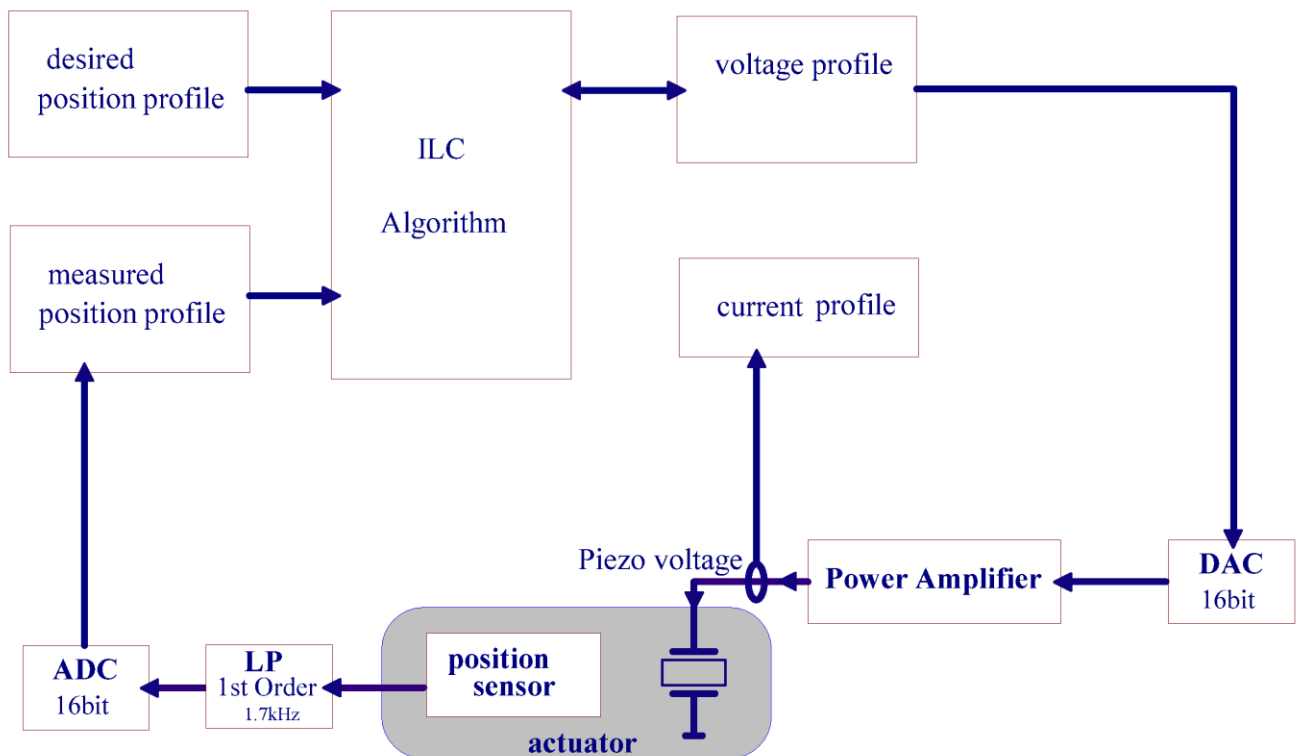 desired
position profile
ILC
Algorithm
voltage profile
measured
position profile
current profile
Piezo voltage
Power Amplifier
DAC
16bit
ADC
16bit
LP
1st Order
1.7kHz
position
sensor
actuator